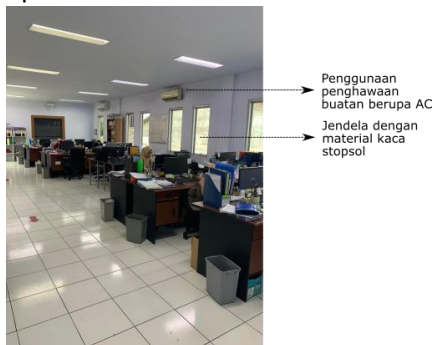 Penggunaan
penghawaan
buatan berupa AC
Jendela dengan
material kaca
stopsol